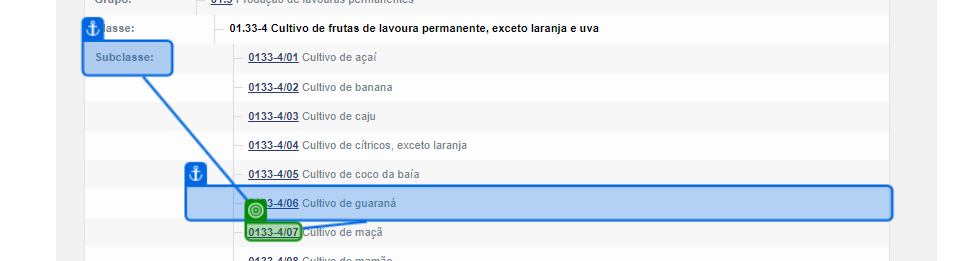 Grupo: 01.3 Produção de lavouras permanentes
lasse: 01.33-4 Cultivo de frutas de lavoura permanente, exceto laranja e uva
Subclasse: 0133-4/01 Cultivo de açaí
0133-4/02 Cultivo de banana
0133-4/03 Cultivo de caju
0133-4/04 Cultivo de cítricos, exceto laranja
0133-4/05 Cultivo de coco da baía
3-4/06 Cultivo de guaraná
0133-4/07 Cultivo de maçã
0133-4/08 Cultivo de mamão